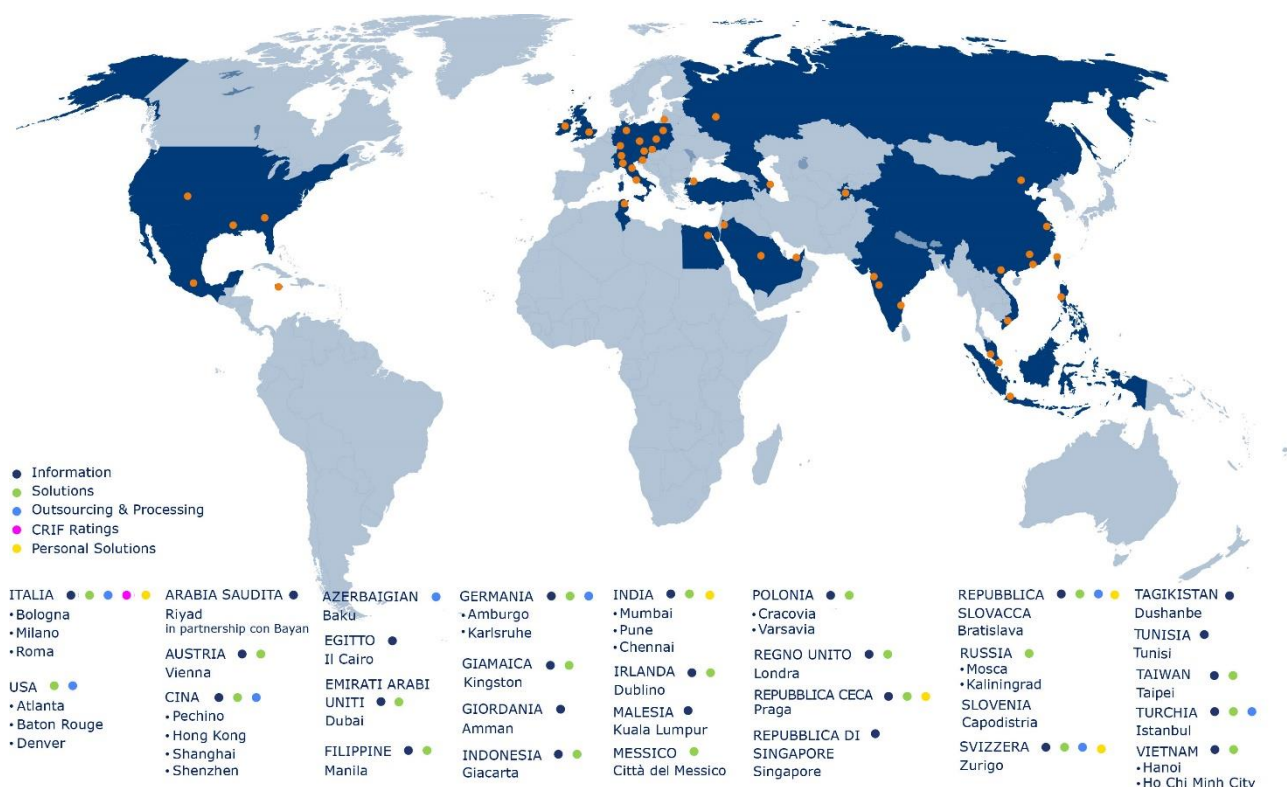 Information
Solutions
Outsourcing & Processing
CRIF Ratings
Personal Solutions
ITALIA
• Bologna
• Milano
• Roma
USA
• Atlanta
• Baton Rouge
• Denver
ARABIA SAUDITA
Riyad
in partnership con Bayan
AUSTRIA
Vienna
CINA
• Pechino
• Hong Kong
• Shanghai
• Shenzhen
AZERBAIGIAN
Baku
EGITTO
Il Cairo
EMIRATI ARABI
UNITI
Dubai
FILIPPINE
Manila
GERMANIA
• Amburgo
• Karlsruhe
GIAMAICA
Kingston
GIORDANIA
Amman
INDONESIA
Giacarta
INDIA
• Mumbai
• Pune
• Chennai
IRLANDA
Dublino
MALESIA
Kuala Lumpur
MESSICO
Città del Messico
POLONIA
• Cracovia
• Varsavia
REGNO UNITO
Londra
REPUBBLICA CECA
Praga
REPUBBLICA DI
SINGAPORE
Singapore
REPUBBLICA
SLOVACCA
Bratislava
RUSSIA
• Mosca
• Kaliningrad
SLOVENIA
Capodistria
SVIZZERA
Zurigo
TAGIKISTAN
Dushanbe
TUNISIA
Tunisi
TAIWAN
Taipei
TURCHIA
Istanbul
VIETNAM
• Hanoi
• Ho Chi Minh City